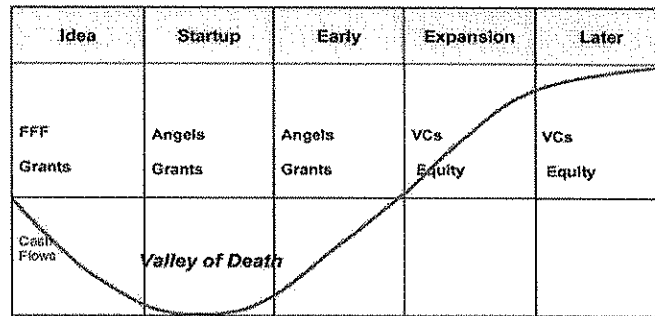 Idea Startup Early Expansion Later
FFF Angels Angels VCs VCs
Grants Grants Grants Equity Equity
Cash
Flows
Valley of Death